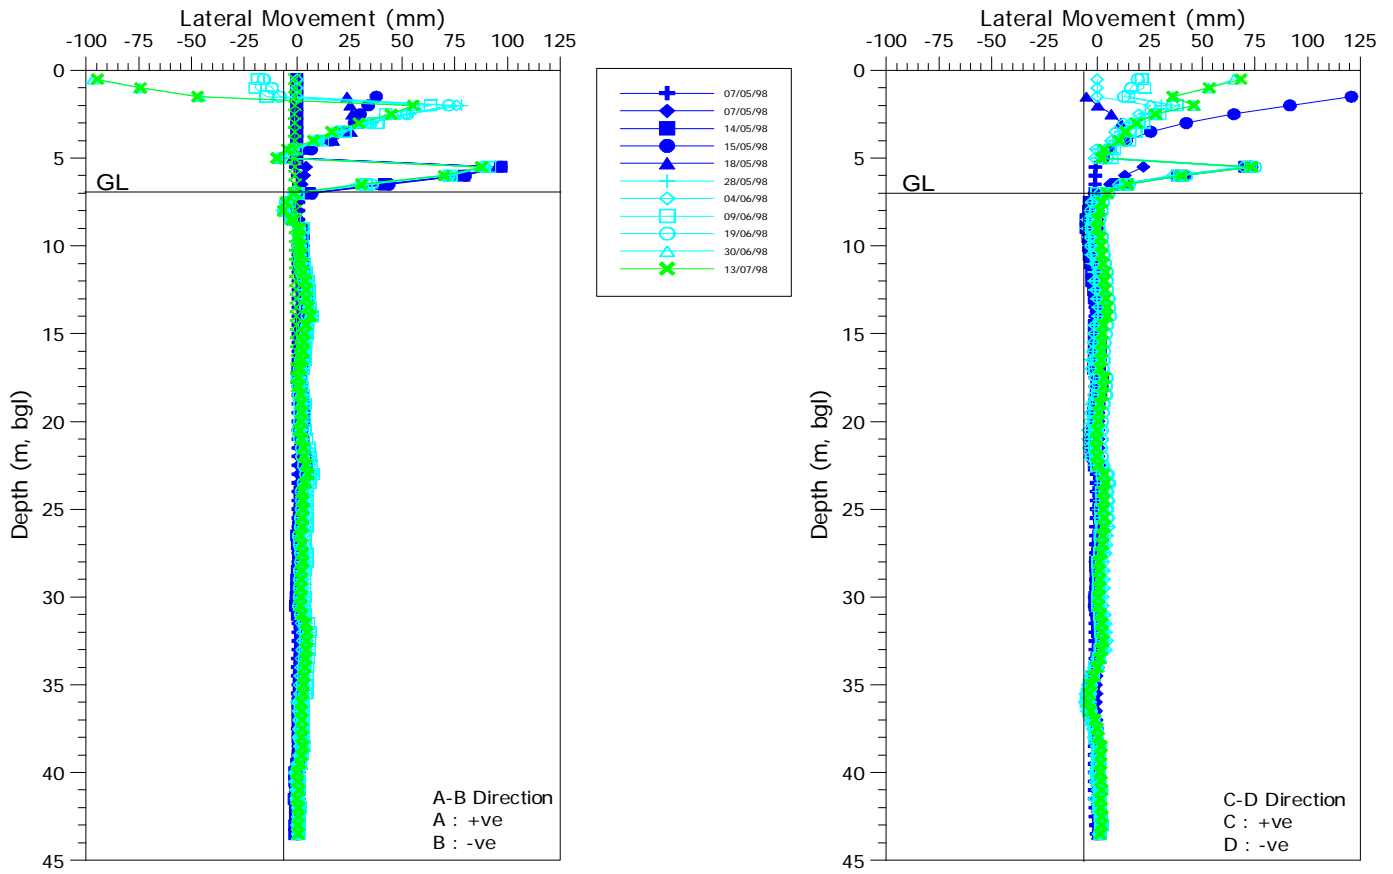 Lateral Movement (mm)
-100 -75 -50 -25 0 25 50 75 100 125
0
5
10
15
20
25
30
35
40
45
Depth (m, bgl)
GL
A-B Direction
A : +ve
B : -ve
07/05/98
07/05/98
14/05/98
15/05/98
18/05/98
28/05/98
04/06/98
09/06/98
19/06/98
30/06/98
13/07/98
Lateral Movement (mm)
-100 -75 -50 -25 0 25 50 75 100 125
0
5
10
15
20
25
30
35
40
45
Depth (m, bgl)
GL
C-D Direction
C : +ve
D : -ve